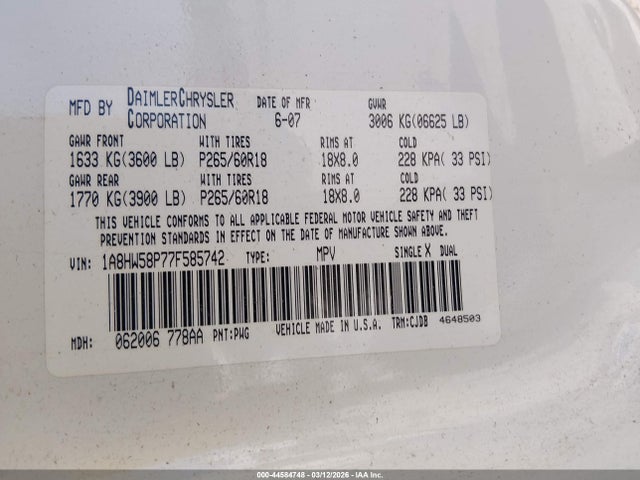 MFD BY DAIMLERCHRYSLER CORPORATION DATE OF MFR 6-07 GVWR 3006 KG(06625 LB)
GAWR FRONT WITH TIRES RIMS AT COLD
1633 KG(3600 LB) P265/60R18 18X8.0 228 KPA( 33 PSI)
GAWR REAR WITH TIRES RIMS AT COLD
1770 KG(3900 LB) P265/60R18 18X8.0 228 KPA( 33 PSI)
THIS VEHICLE CONFORMS TO ALL APPLICABLE FEDERAL MOTOR VEHICLE SAFETY AND THEFT
PREVENTION STANDARDS IN EFFECT ON THE DATE OF MANUFACTURE SHOWN ABOVE.
VIN: 1A8HW58P77F585742 TYPE: MPV SINGLE X DUAL
MDH: 062006 778AA PNT:PWG VEHICLE MADE IN U.S.A. TRM:CJDB 4648503
000-44584748 - 03/12/2026 - IAA Inc.